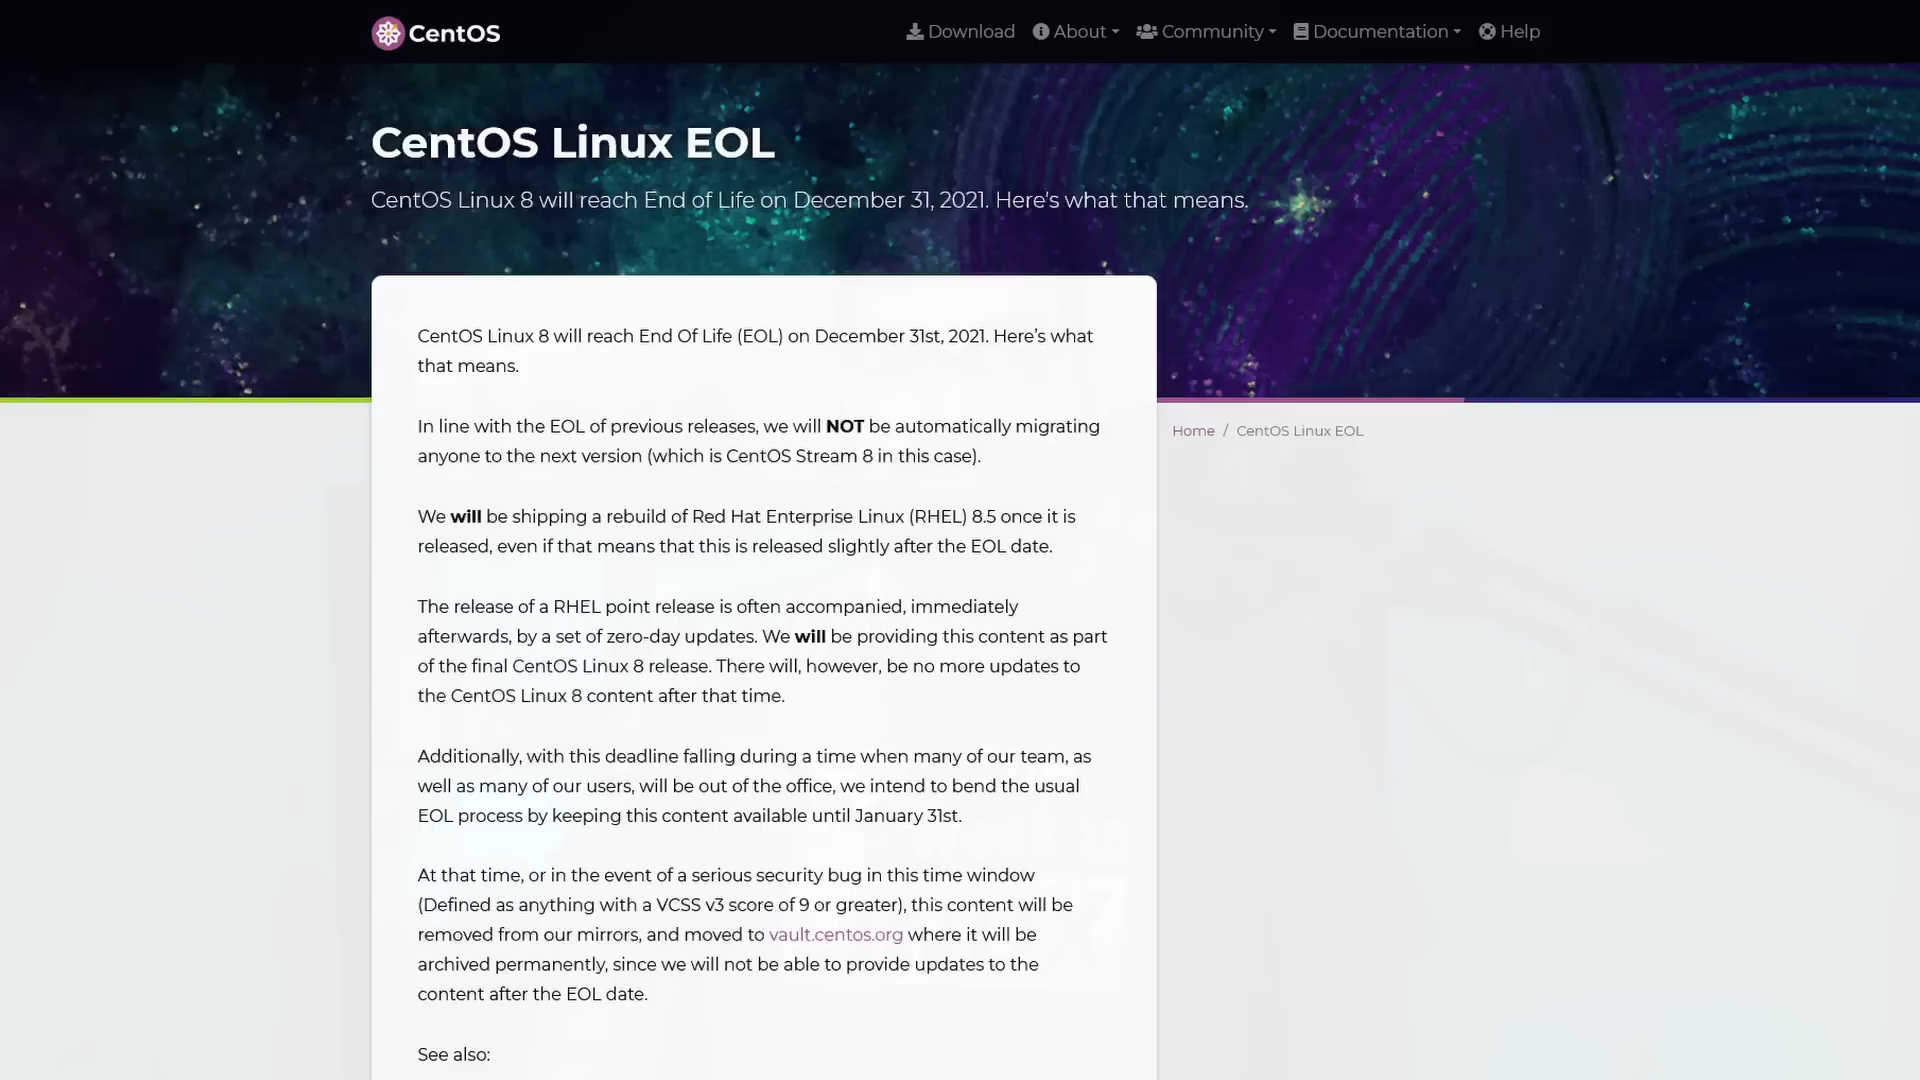 CentOS
Download
About
Community
Documentation
Help
CentOS Linux EOL
CentOS Linux 8 will reach End of Life on December 31, 2021. Here's what that means.
CentOS Linux 8 will reach End Of Life (EOL) on December 31st, 2021. Here’s what
that means.
In line with the EOL of previous releases, we will NOT be automatically migrating
anyone to the next version (which is CentOS Stream 8 in this case).
We will be shipping a rebuild of Red Hat Enterprise Linux (RHEL) 8.5 once it is
released, even if that means that this is released slightly after the EOL date.
The release of a RHEL point release is often accompanied, immediately
afterwards, by a set of zero-day updates. We will be providing this content as part
of the final CentOS Linux 8 release. There will, however, be no more updates to
the CentOS Linux 8 content after that time.
Additionally, with this deadline falling during a time when many of our team, as
well as many of our users, will be out of the office, we intend to bend the usual
EOL process by keeping this content available until January 31st.
At that time, or in the event of a serious security bug in this time window
(Defined as anything with a VCSS v3 score of 9 or greater), this content will be
removed from our mirrors, and moved to vault.centos.org where it will be
archived permanently, since we will not be able to provide updates to the
content after the EOL date.
See also:
Home / CentOS Linux EOL